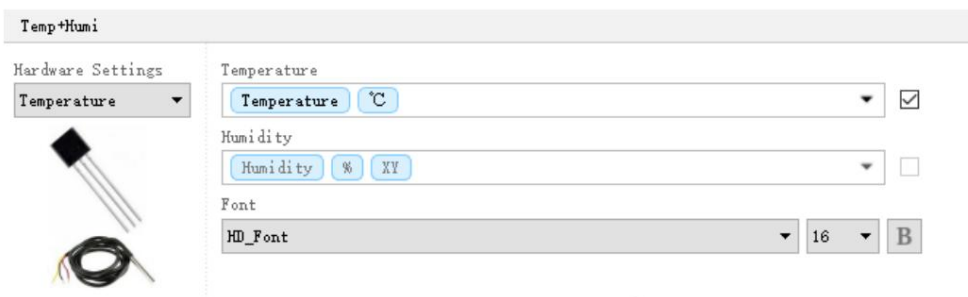 Temp+Humi
Hardware Settings
Temperature
Temperature
Temperature ℃
Humidity
Humidity % XY
Font
HD_Font 16 B